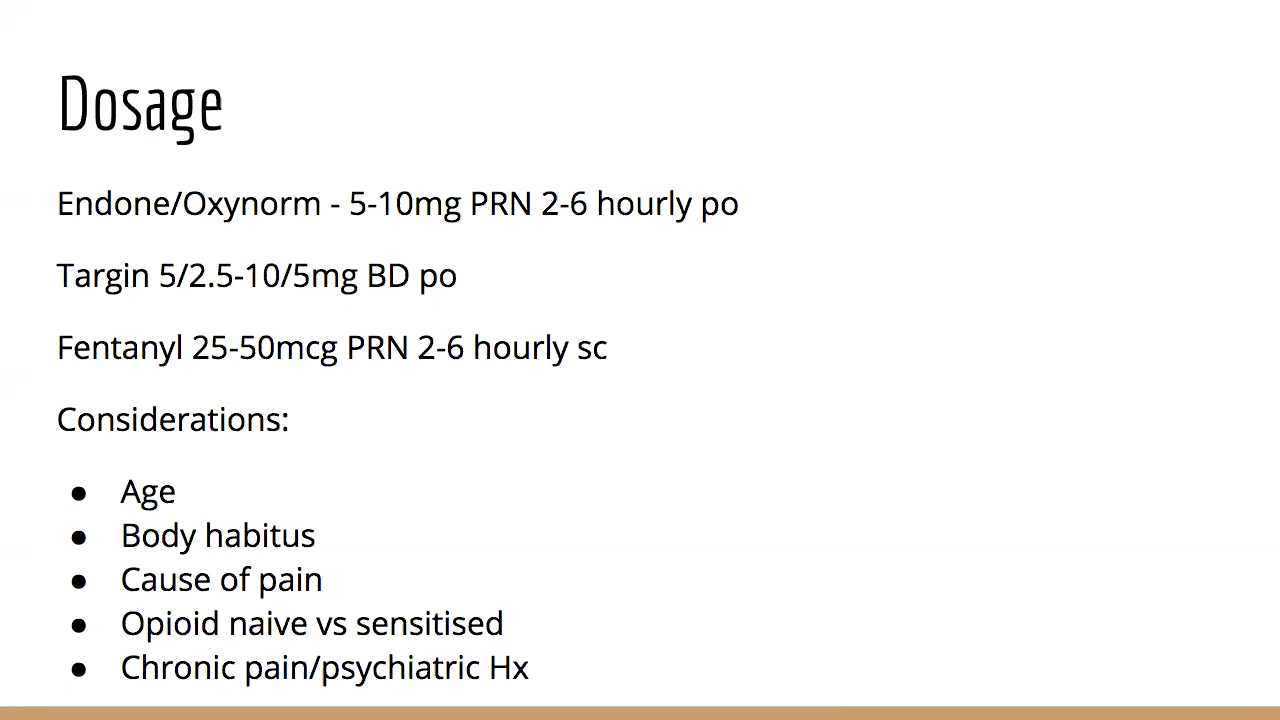 Dosage
Endone/Oxynorm - 5-10mg PRN 2-6 hourly po
Targin 5/2.5-10/5mg BD po
Fentanyl 25-50mcg PRN 2-6 hourly sc
Considerations:
● Age
● Body habitus
● Cause of pain
● Opioid naive vs sensitised
● Chronic pain/psychiatric Hx